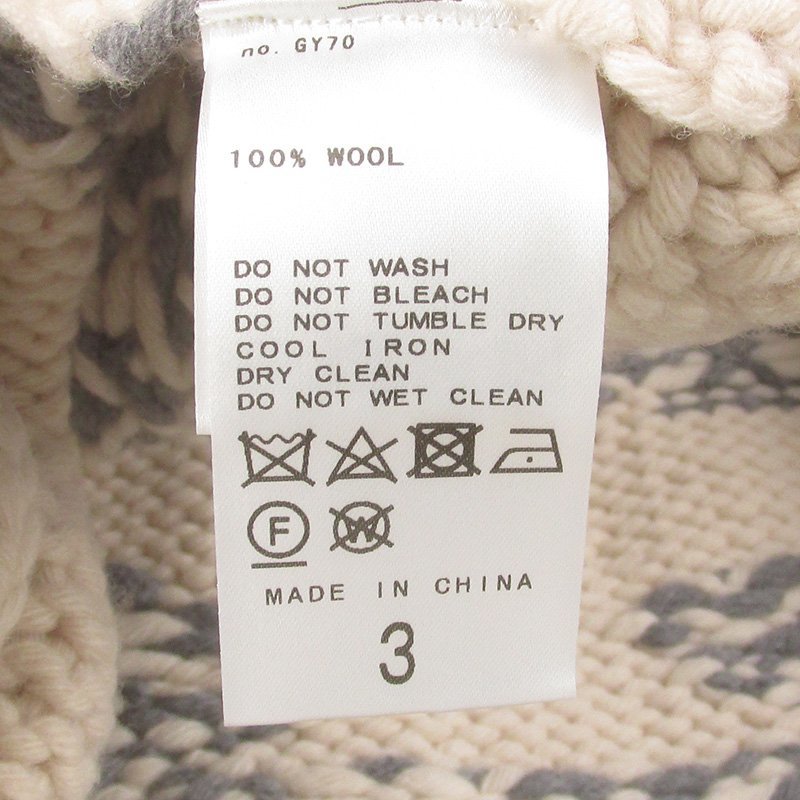 no. GY70
100% WOOL
DO NOT WASH
DO NOT BLEACH
DO NOT TUMBLE DRY
COOL IRON
DRY CLEAN
DO NOT WET CLEAN
F W
MADE IN CHINA
3